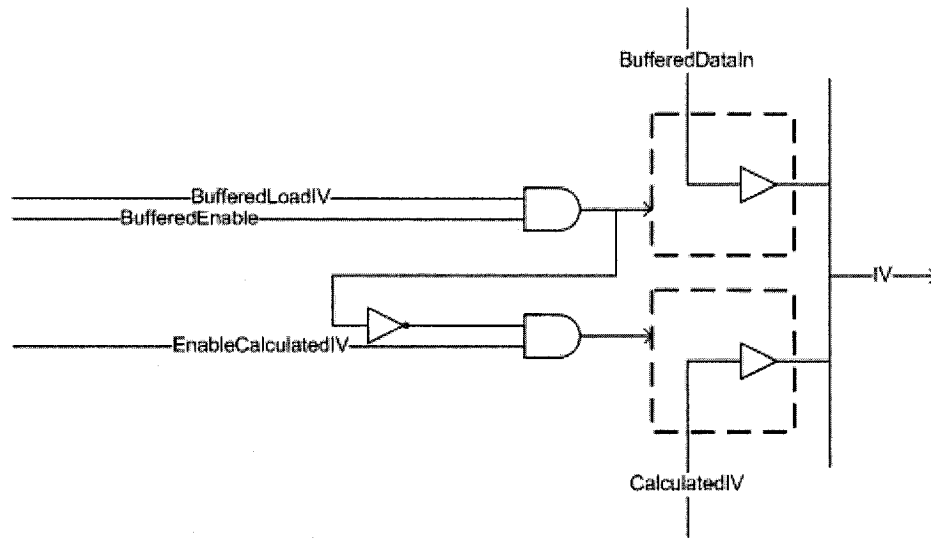 BufferedDataIn
BufferedLoadIV
BufferedEnable
IV
EnableCalculatedIV
CalculatedIV